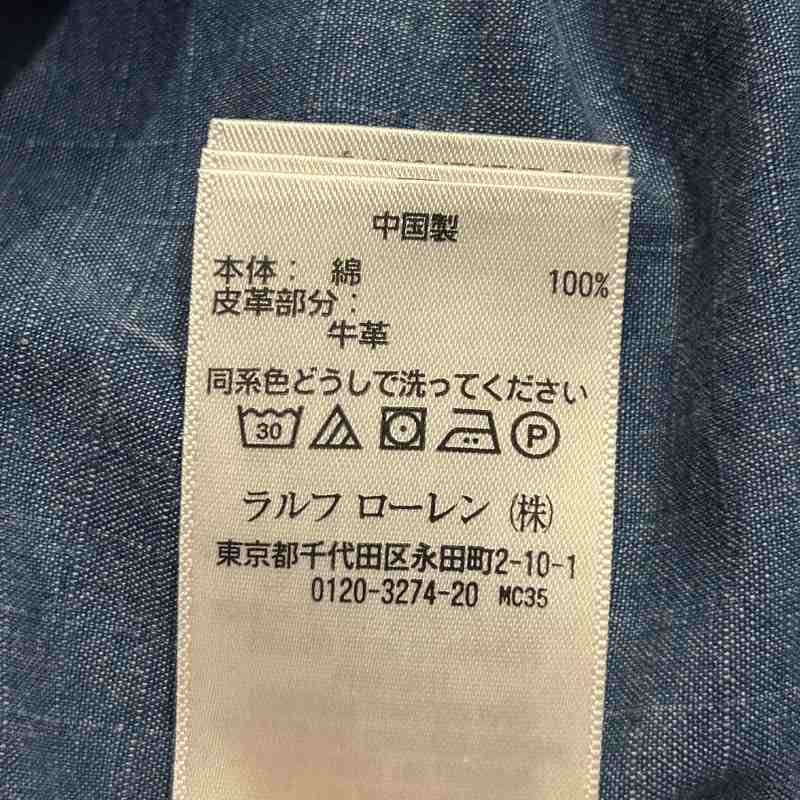 中国製
本体: 綿 100%
皮革部分:
牛革
同系色どうしで洗ってください
30 P
ラルフ ローレン (株)
東京都千代田区永田町2-10-1
0120-3274-20 MC35